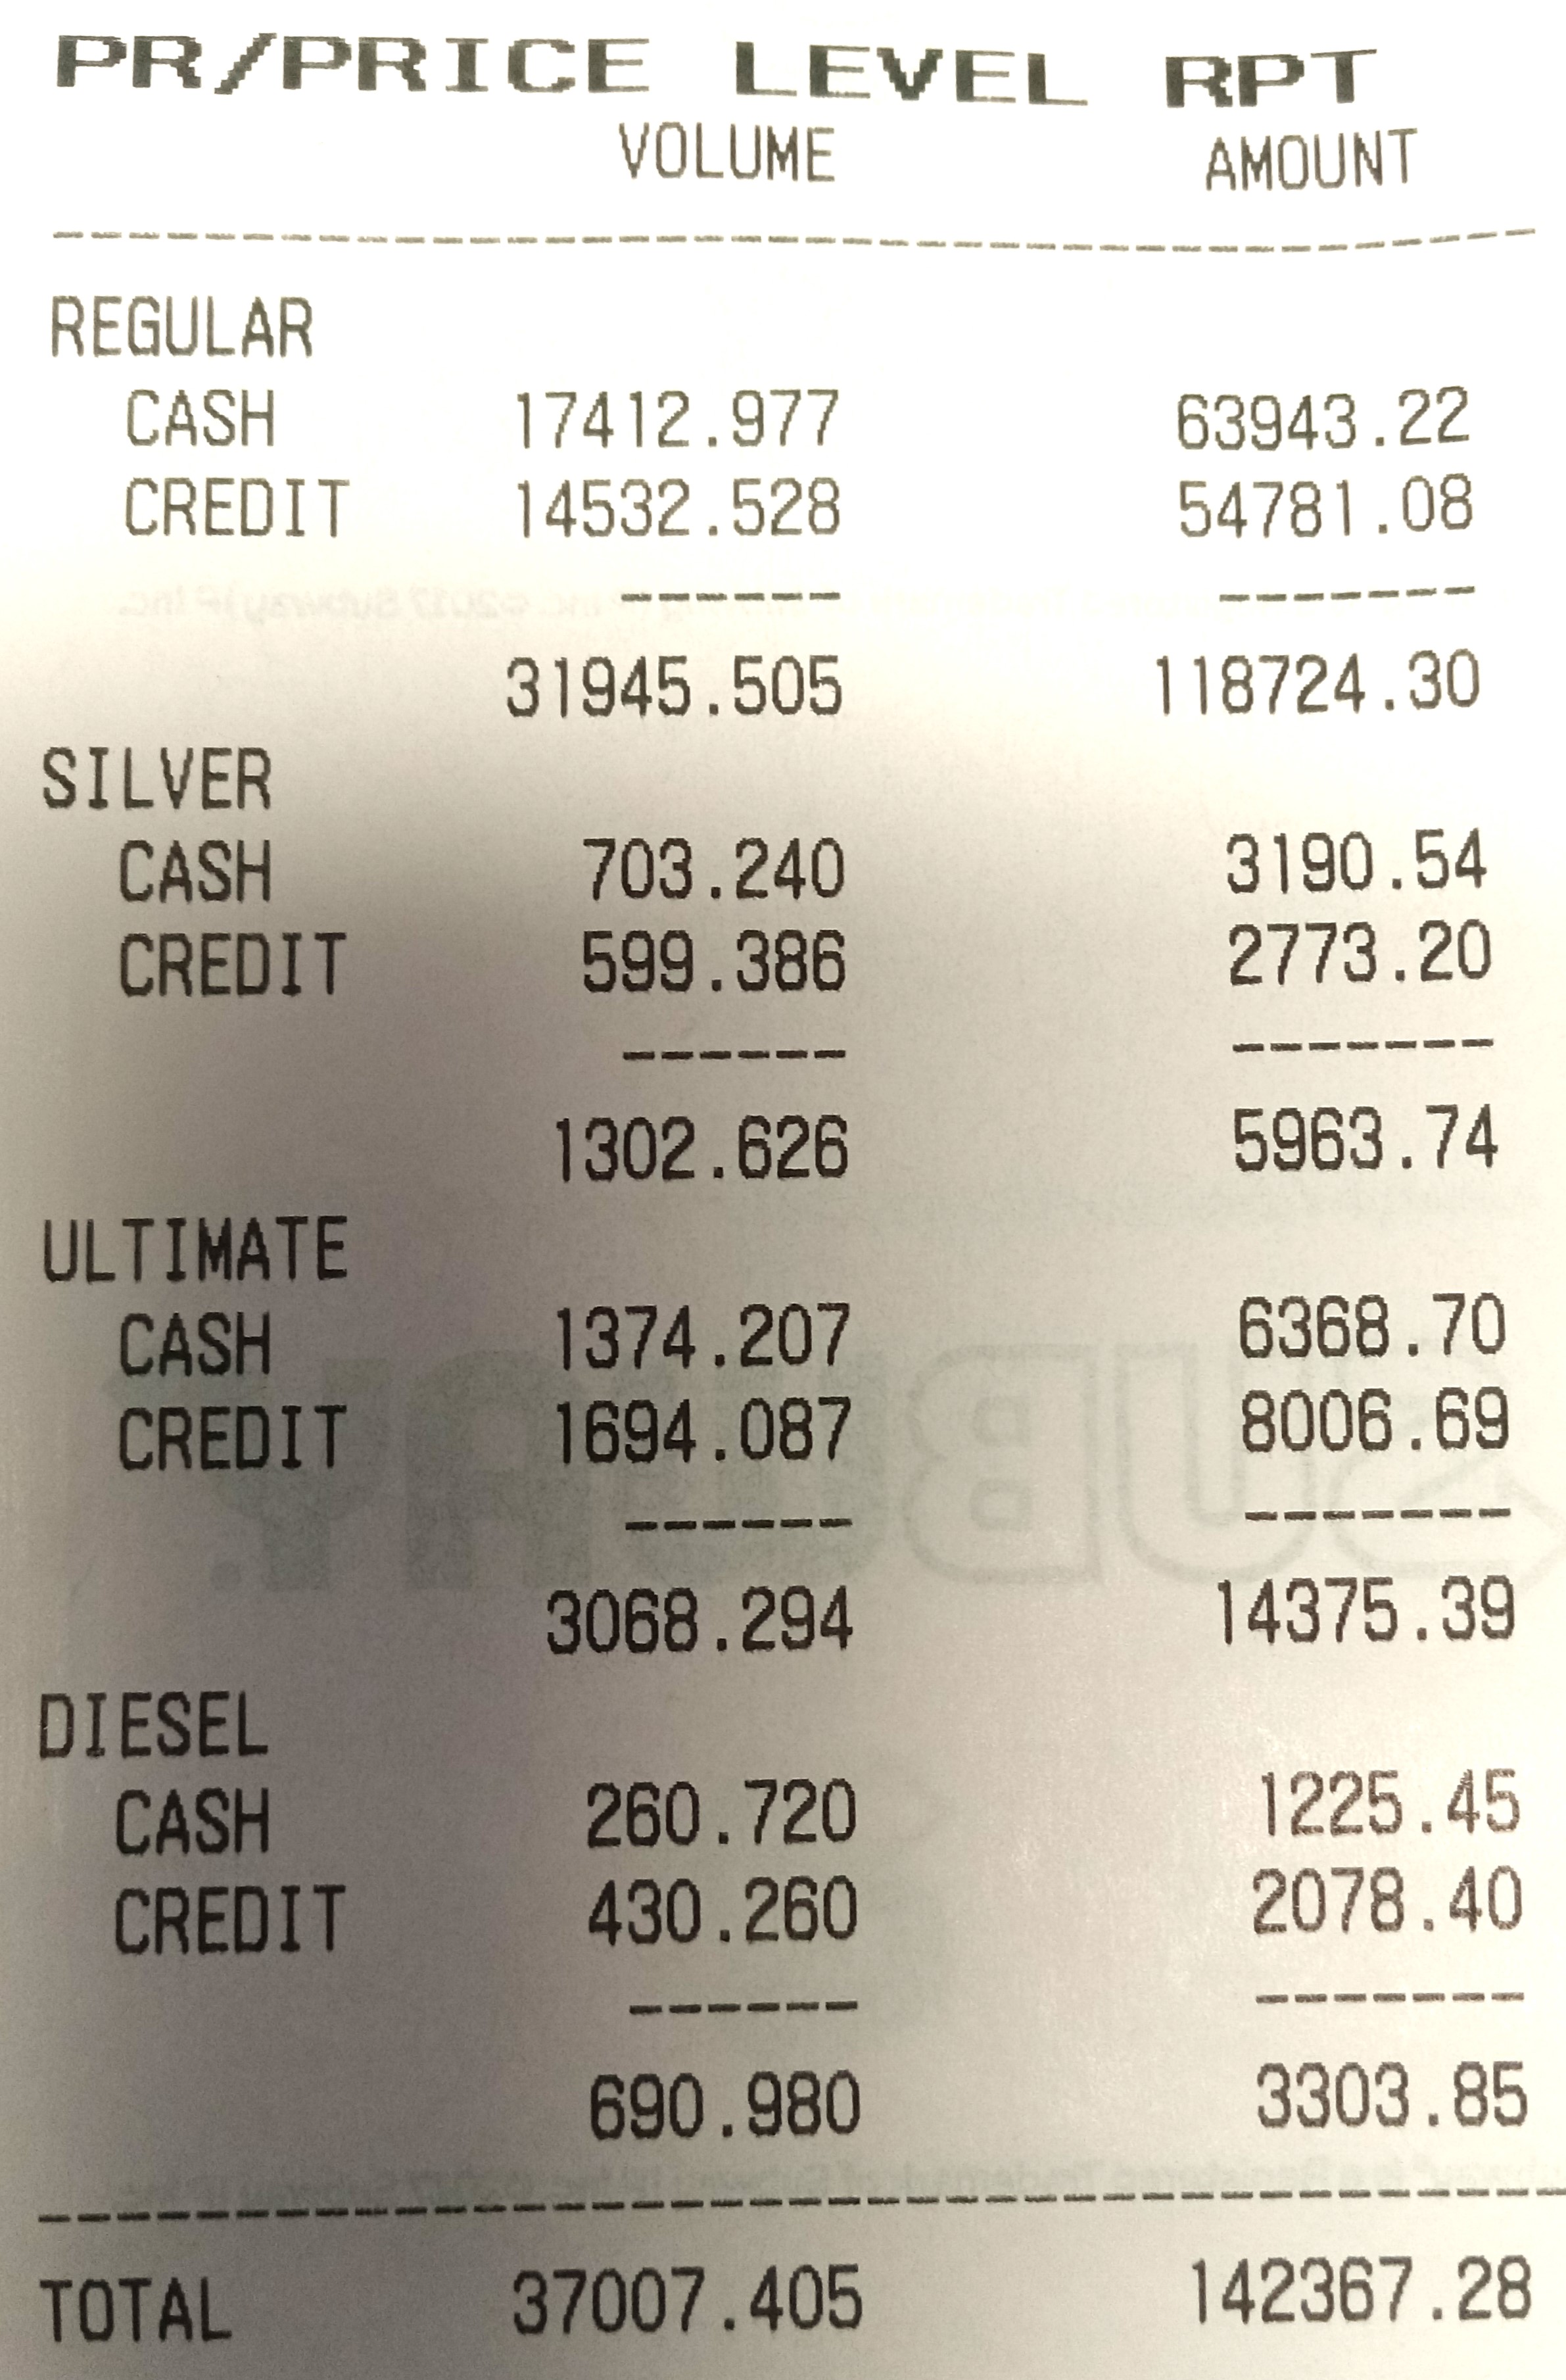 PR/PRICE LEVEL RPT
VOLUME AMOUNT
REGULAR
CASH 17412.977 63943.22
CREDIT 14532.528 54781.08
31945.505 118724.30
SILVER
CASH 703.240 3190.54
CREDIT 599.386 2773.20
1302.626 5963.74
ULTIMATE
CASH 1374.207 6368.70
CREDIT 1694.087 8006.69
3068.294 14375.39
DIESEL
CASH 260.720 1225.45
CREDIT 430.260 2078.40
690.980 3303.85
TOTAL 37007.405 142367.28